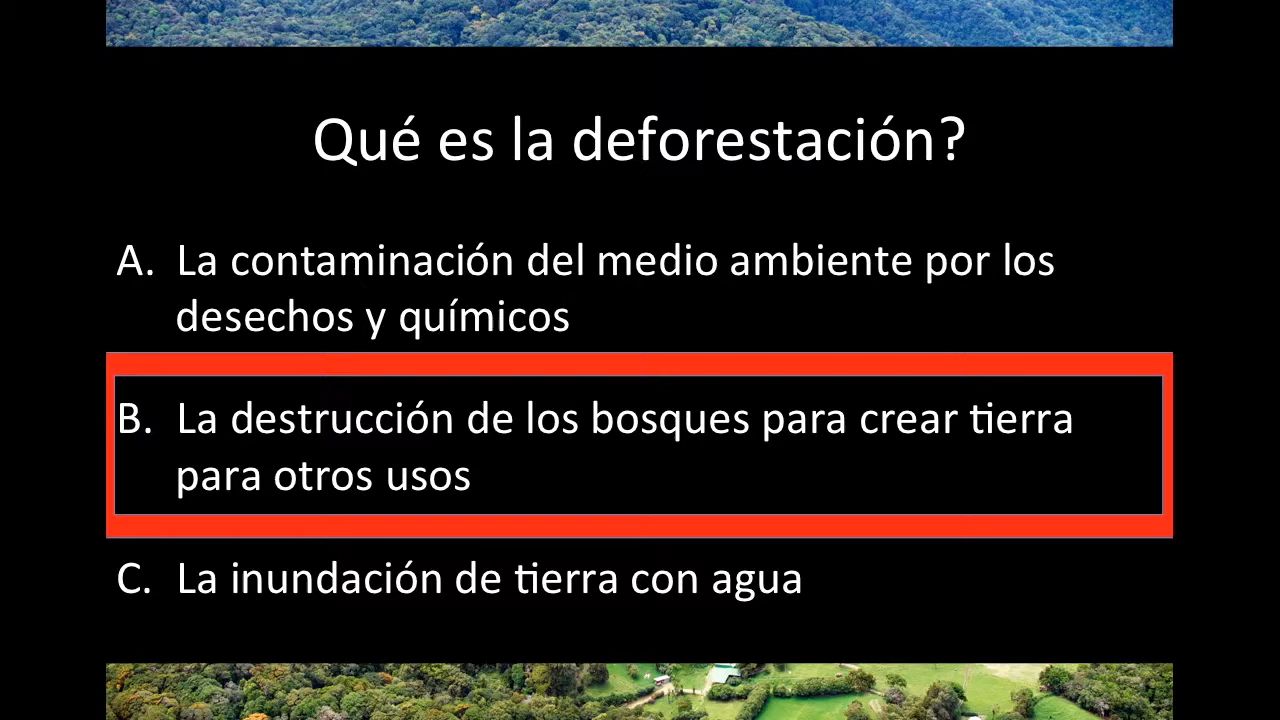 Qué es la deforestación?
A. La contaminación del medio ambiente por los
desechos y químicos
B. La destrucción de los bosques para crear tierra
para otros usos
C. La inundación de tierra con agua